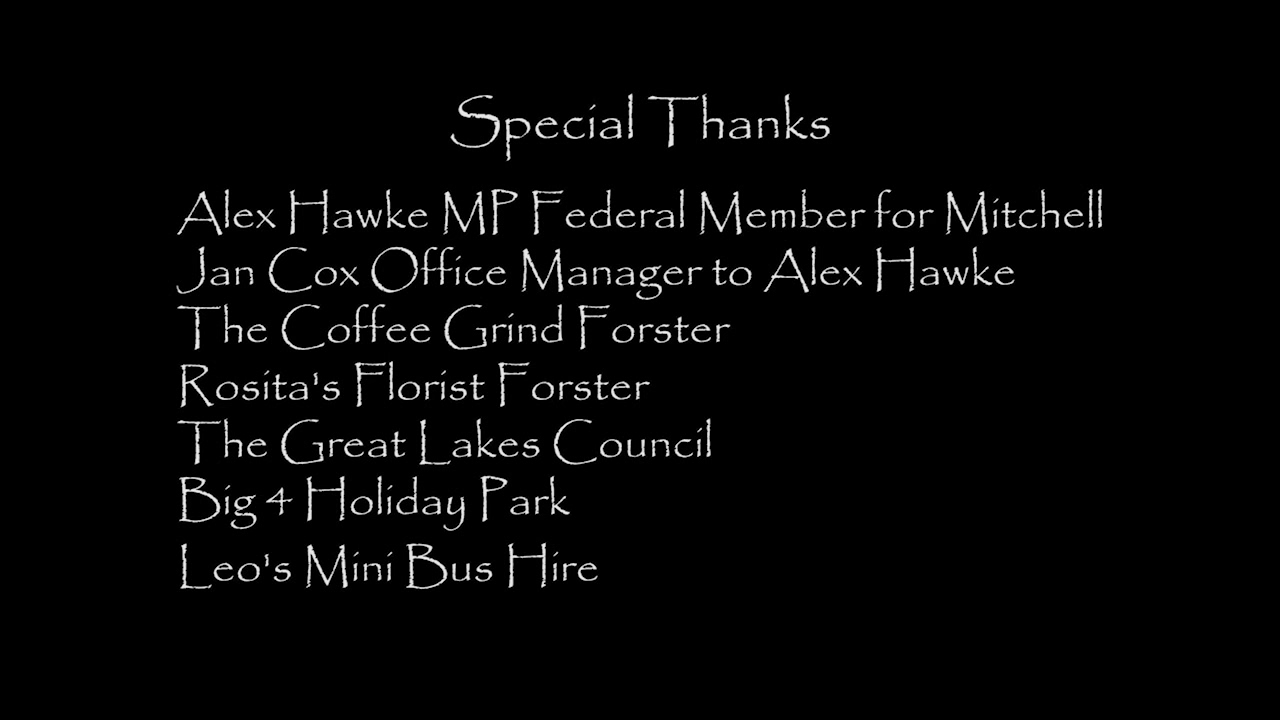 Special Thanks
Alex Hawke MP Federal Member for Mitchell
Jan Cox Office Manager to Alex Hawke
The Coffee Grind Forster
Rosita's Florist Forster
The Great Lakes Council
Big 4 Holiday Park
Leo's Mini Bus Hire